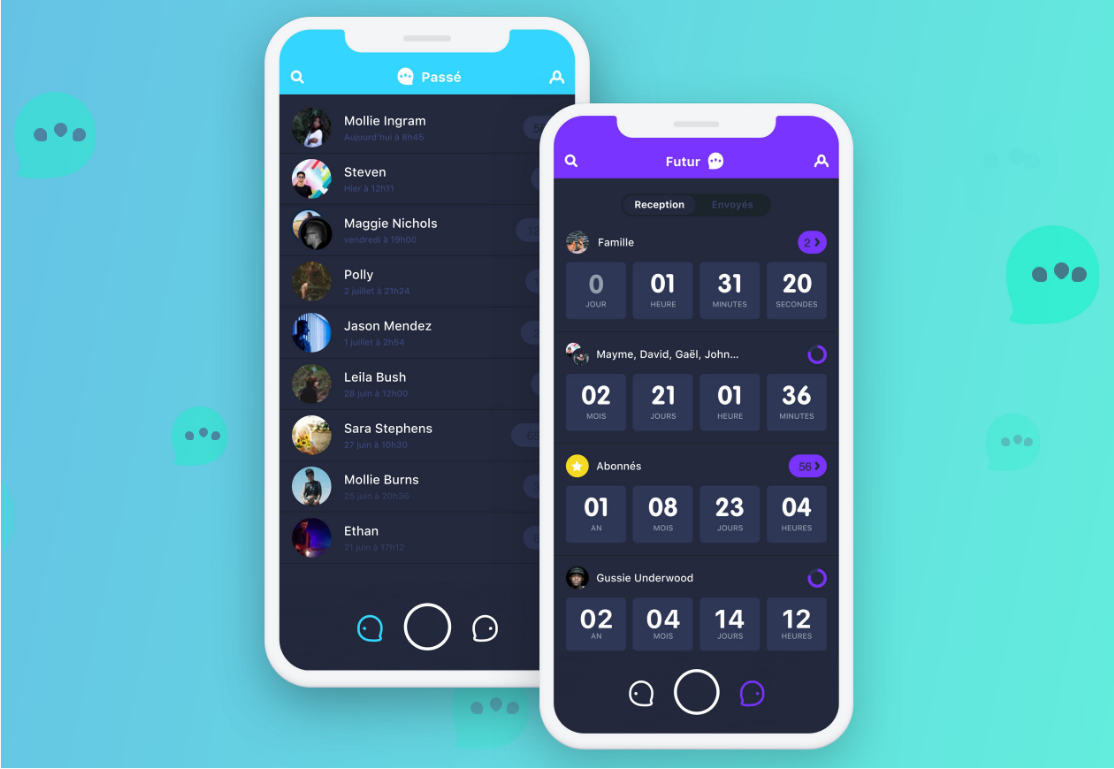 Passé
Mollie Ingram
Aujourd'hui à 8h45
Steven
Hier à 12h11
Maggie Nichols
vendredi à 19h00
Polly
2 juillet à 21h24
Jason Mendez
1 juillet à 2h54
Leila Bush
28 juin à 12h00
Sara Stephens
27 juin à 10h30
Mollie Burns
25 juin à 20h36
Ethan
21 juin à 17h12
Futur
Reception Envoyés
Famille 2
0 01 31 20
JOUR HEURE MINUTES SECONDES
Mayme, David, Gaël, John...
02 21 01 36
MOIS JOURS HEURE MINUTES
Abonnés 56
01 08 23 04
AN MOIS JOURS HEURES
Gussie Underwood
02 04 14 12
AN MOIS JOURS HEURES